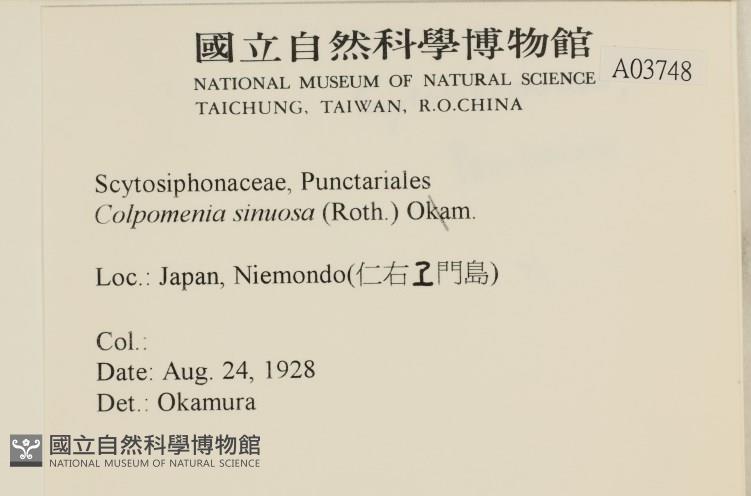 國立自然科學博物館
NATIONAL MUSEUM OF NATURAL SCIENCE
TAICHUNG, TAIWAN, R.O.CHINA
A03748
Scytosiphonaceae, Punctariales
Colpomenia sinuosa (Roth.) Okam.
Loc.: Japan, Niemondo(仁右ヱ門島)
Col.:
Date: Aug. 24, 1928
Det.: Okamura
國立自然科學博物館
NATIONAL MUSEUM OF NATURAL SCIENCE